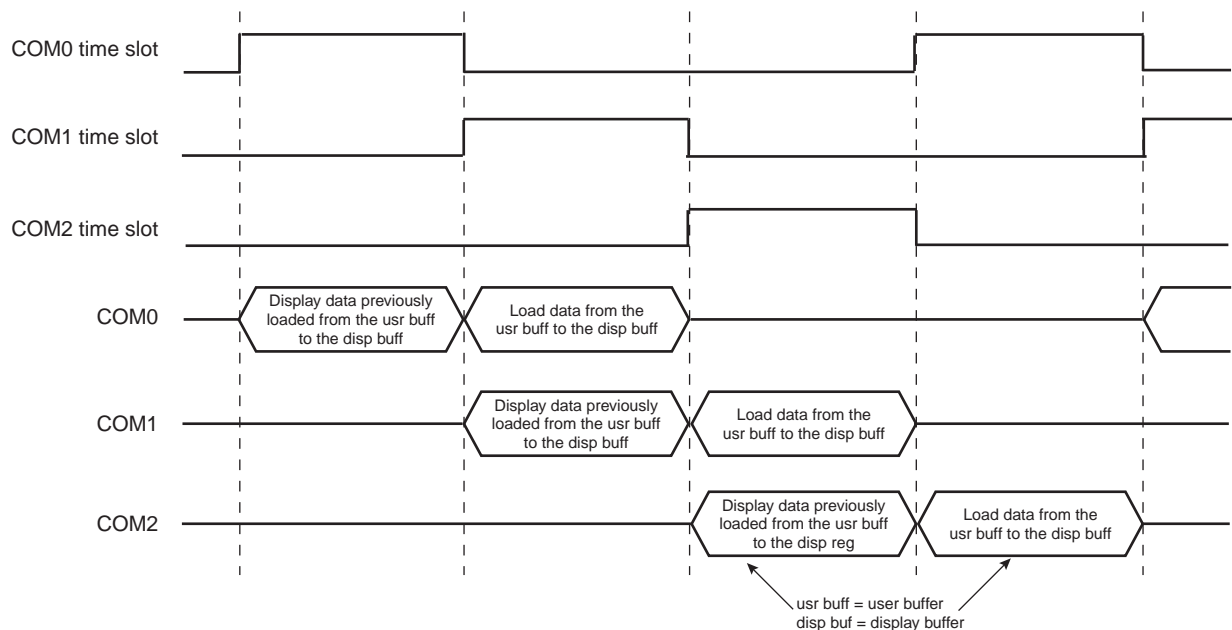 COM0 time slot
COM1 time slot
COM2 time slot
COM0
Display data previously
loaded from the usr buff
to the disp buff
Load data from the
usr buff to the disp buff
COM1
Display data previously
loaded from the usr buff
to the disp buff
Load data from the
usr buff to the disp buff
COM2
Display data previously
loaded from the usr buff
to the disp reg
Load data from the
usr buff to the disp buff
usr buff = user buffer
disp buf = display buffer